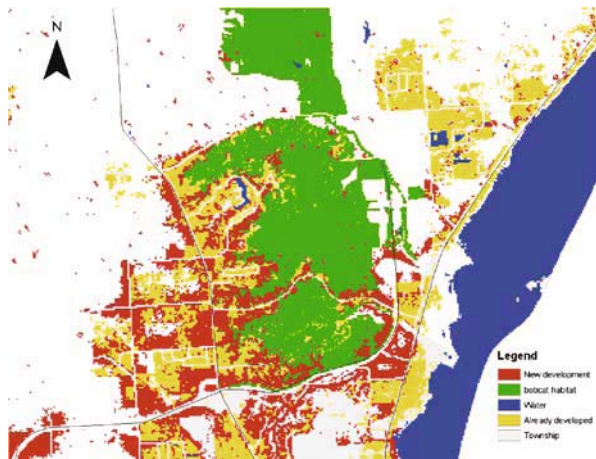 N
Legend
New development
bobcat habitat
Water
Already developed
Township